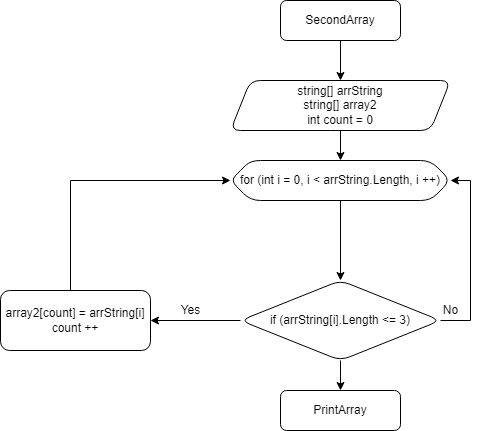 SecondArray
string[] arrString
string[] array2
int count = 0
for (int i = 0, i < arrString.Length, i ++)
if (arrString[i].Length <= 3)
Yes
No
array2[count] = arrString[i]
count ++
PrintArray